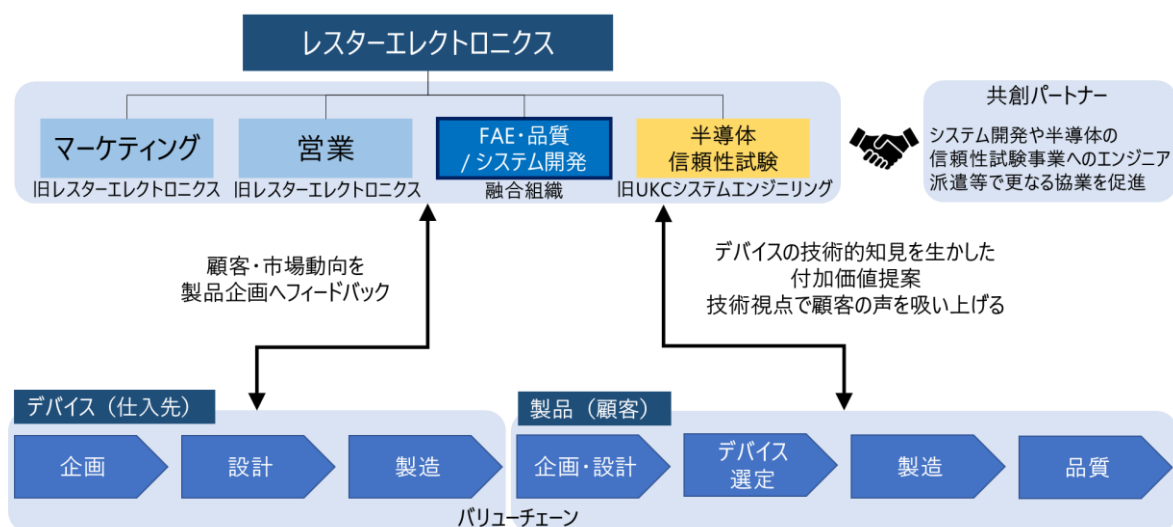 レスターエレクトロニクス
マーケティング
旧レスターエレクトロニクス
営業
旧レスターエレクトロニクス
FAE・品質
/ システム開発
融合組織
半導体
信頼性試験
旧UKCシステムエンジニリング
共創パートナー
システム開発や半導体の
信頼性試験事業へのエンジニア
派遣等で更なる協業を促進
顧客・市場動向を
製品企画へフィードバック
デバイスの技術的知見を生かした
付加価値提案
技術視点で顧客の声を吸い上げる
デバイス（仕入先）
企画
設計
製造
製品（顧客）
企画・設計
デバイス
選定
製造
品質
バリューチェーン